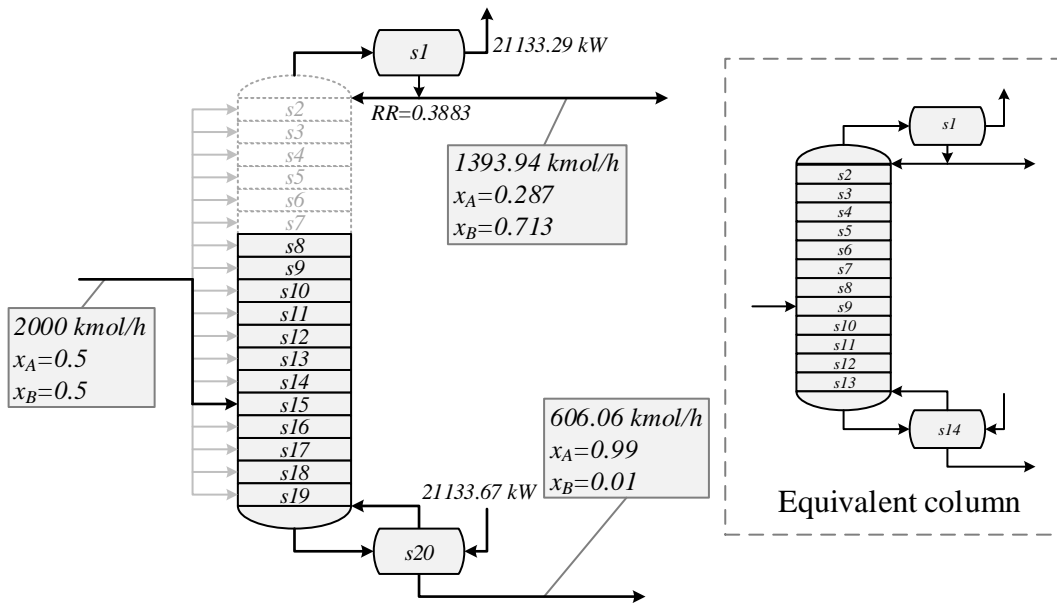 s1
21133.29 kW
RR=0.3883
s2
s3
s4
s5
s6
s7
s8
s9
s10
s11
s12
s13
s14
s15
s16
s17
s18
s19
s20
1393.94 kmol/h
x_A=0.287
x_B=0.713
2000 kmol/h
x_A=0.5
x_B=0.5
606.06 kmol/h
x_A=0.99
x_B=0.01
21133.67 kW
s1
s2
s3
s4
s5
s6
s7
s8
s9
s10
s11
s12
s13
s14
Equivalent column